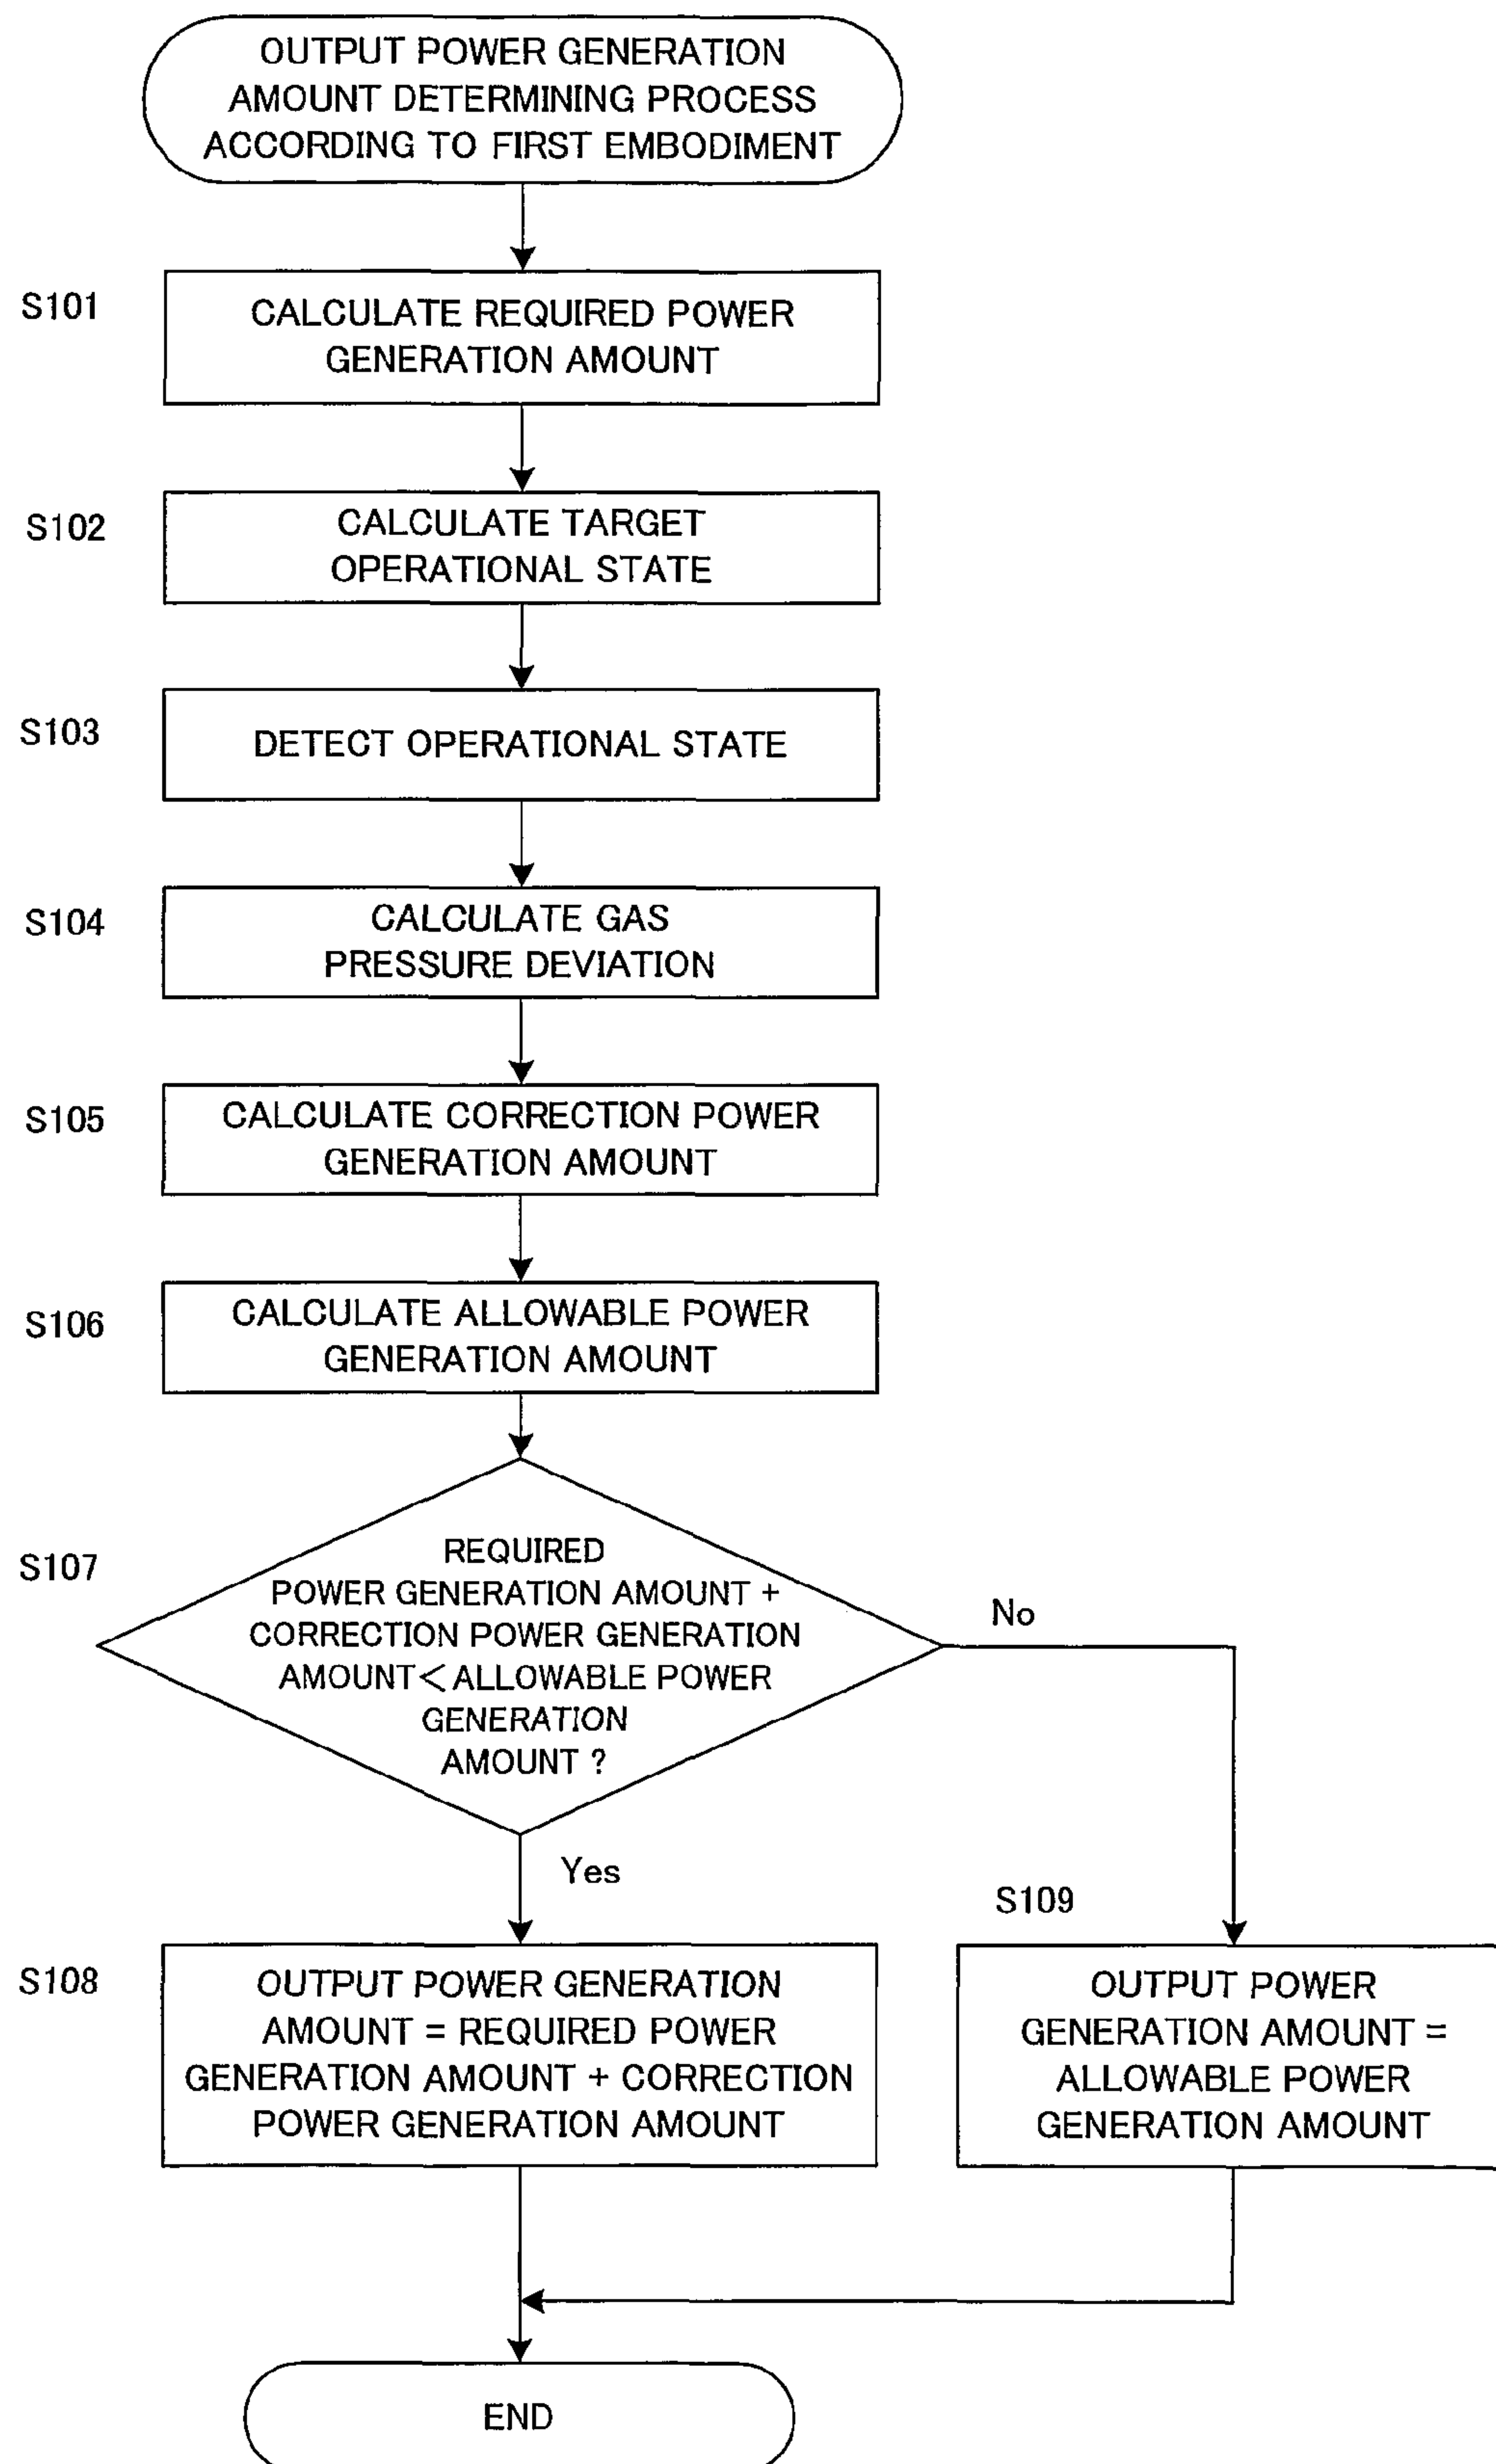 OUTPUT POWER GENERATION
AMOUNT DETERMINING PROCESS
ACCORDING TO FIRST EMBODIMENT
S101
CALCULATE REQUIRED POWER
GENERATION AMOUNT
S102
CALCULATE TARGET
OPERATIONAL STATE
S103
DETECT OPERATIONAL STATE
S104
CALCULATE GAS
PRESSURE DEVIATION
S105
CALCULATE CORRECTION POWER
GENERATION AMOUNT
S106
CALCULATE ALLOWABLE POWER
GENERATION AMOUNT
S107
REQUIRED
POWER GENERATION AMOUNT +
CORRECTION POWER GENERATION
AMOUNT<ALLOWABLE POWER
GENERATION
AMOUNT ?
No
Yes
S108
OUTPUT POWER GENERATION
AMOUNT = REQUIRED POWER
GENERATION AMOUNT + CORRECTION
POWER GENERATION AMOUNT
S109
OUTPUT POWER
GENERATION AMOUNT =
ALLOWABLE POWER
GENERATION AMOUNT
END